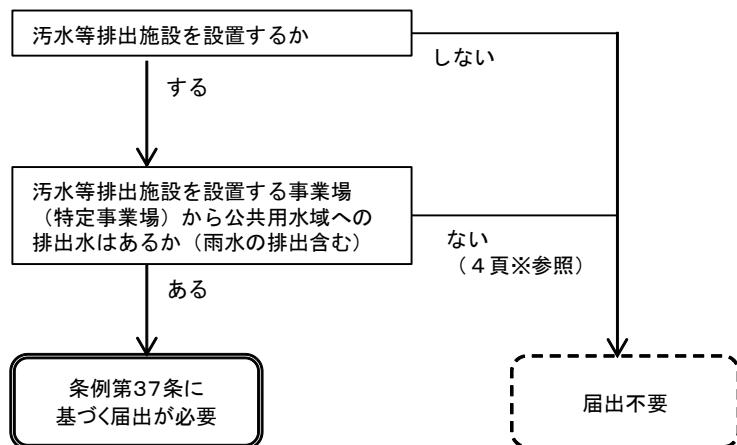 汚水等排出施設を設置するか
しない
する
汚水等排出施設を設置する事業場
（特定事業場）から公共用水域への
排出水はあるか（雨水の排出含む）
ない
（４頁※参照）
ある
条例第37条に
基づく届出が必要
届出不要